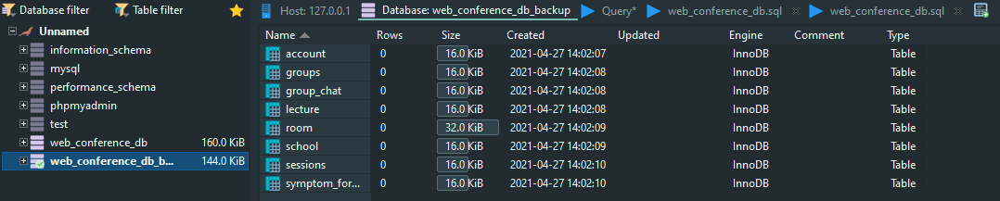 Database filter Table filter Host: 127.0.0.1 Database: web_conference_db_backup Query* web_conference_db.sql web_conference_db.sql
Unnamed
information_schema
mysql
performance_schema
phpmyadmin
test
web_conference_db 160.0 KiB
web_conference_db_b... 144.0 KiB
Name Rows Size Created Updated Engine Comment Type
account 0 16.0 KiB 2021-04-27 14:02:07 InnoDB Table
groups 0 16.0 KiB 2021-04-27 14:02:08 InnoDB Table
group_chat 0 16.0 KiB 2021-04-27 14:02:08 InnoDB Table
lecture 0 16.0 KiB 2021-04-27 14:02:08 InnoDB Table
room 0 32.0 KiB 2021-04-27 14:02:09 InnoDB Table
school 0 16.0 KiB 2021-04-27 14:02:09 InnoDB Table
sessions 0 16.0 KiB 2021-04-27 14:02:10 InnoDB Table
symptom_for... 0 16.0 KiB 2021-04-27 14:02:10 InnoDB Table